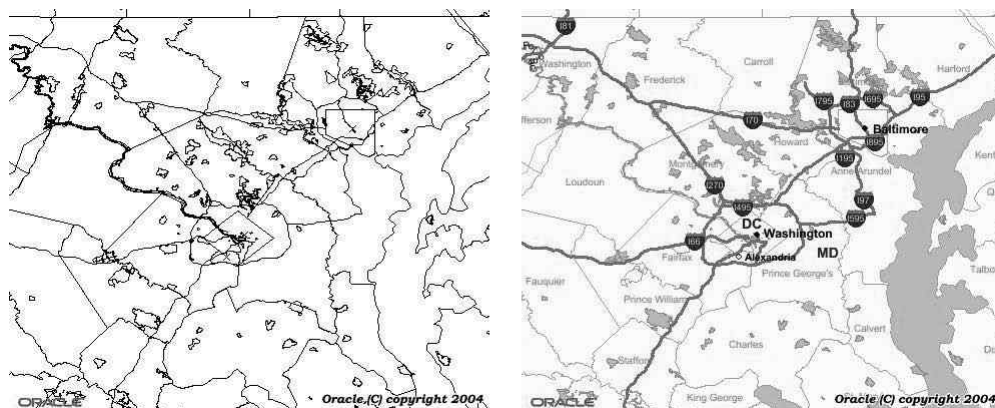 ORACLE
Oracle (C) copyright 2004
I81
Washington
Carroll
Harford
Frederick
I795
I83
I695
I95
I70
Baltimore
Howard
I895
I195
Montgomery
Anne Arundel
Kent
Loudoun
I270
I97
I495
I595
DC
Washington
I66
MD
Fairfax
Alexandria
Prince George's
Talbo
Fauquier
Prince William
Calvert
Charles
Stafford
King George
ORACLE
Oracle (C) copyright 2004